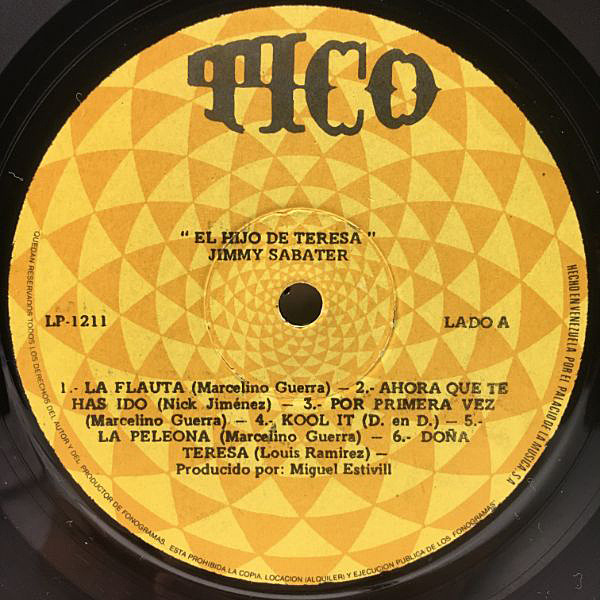 TICO
" EL HIJO DE TERESA "
JIMMY SABATER
LP-1211
LADO A
1.- LA FLAUTA (Marcelino Guerra) — 2.- AHORA QUE TE
HAS IDO (Nick Jiménez) — 3.- POR PRIMERA VEZ
(Marcelino Guerra) — 4.- KOOL IT (D. en D.) — 5.-
LA PELEONA (Marcelino Guerra) — 6.- DOÑA
TERESA (Louis Ramirez) —
Producido por: Miguel Estivill
HECHO EN VENEZUELA POR EL PALACIO DE LA MUSICA, S.A
QUEDAN RESERVADOS TODOS LOS DERECHOS DEL AUTOR Y DEL PRODUCTOR DE FONOGRAMAS. ESTA PROHIBIDA LA COPIA, LOCACION (ALQUILER) Y EJECUCION PUBLICA DE LOS FONOGRAMAS.